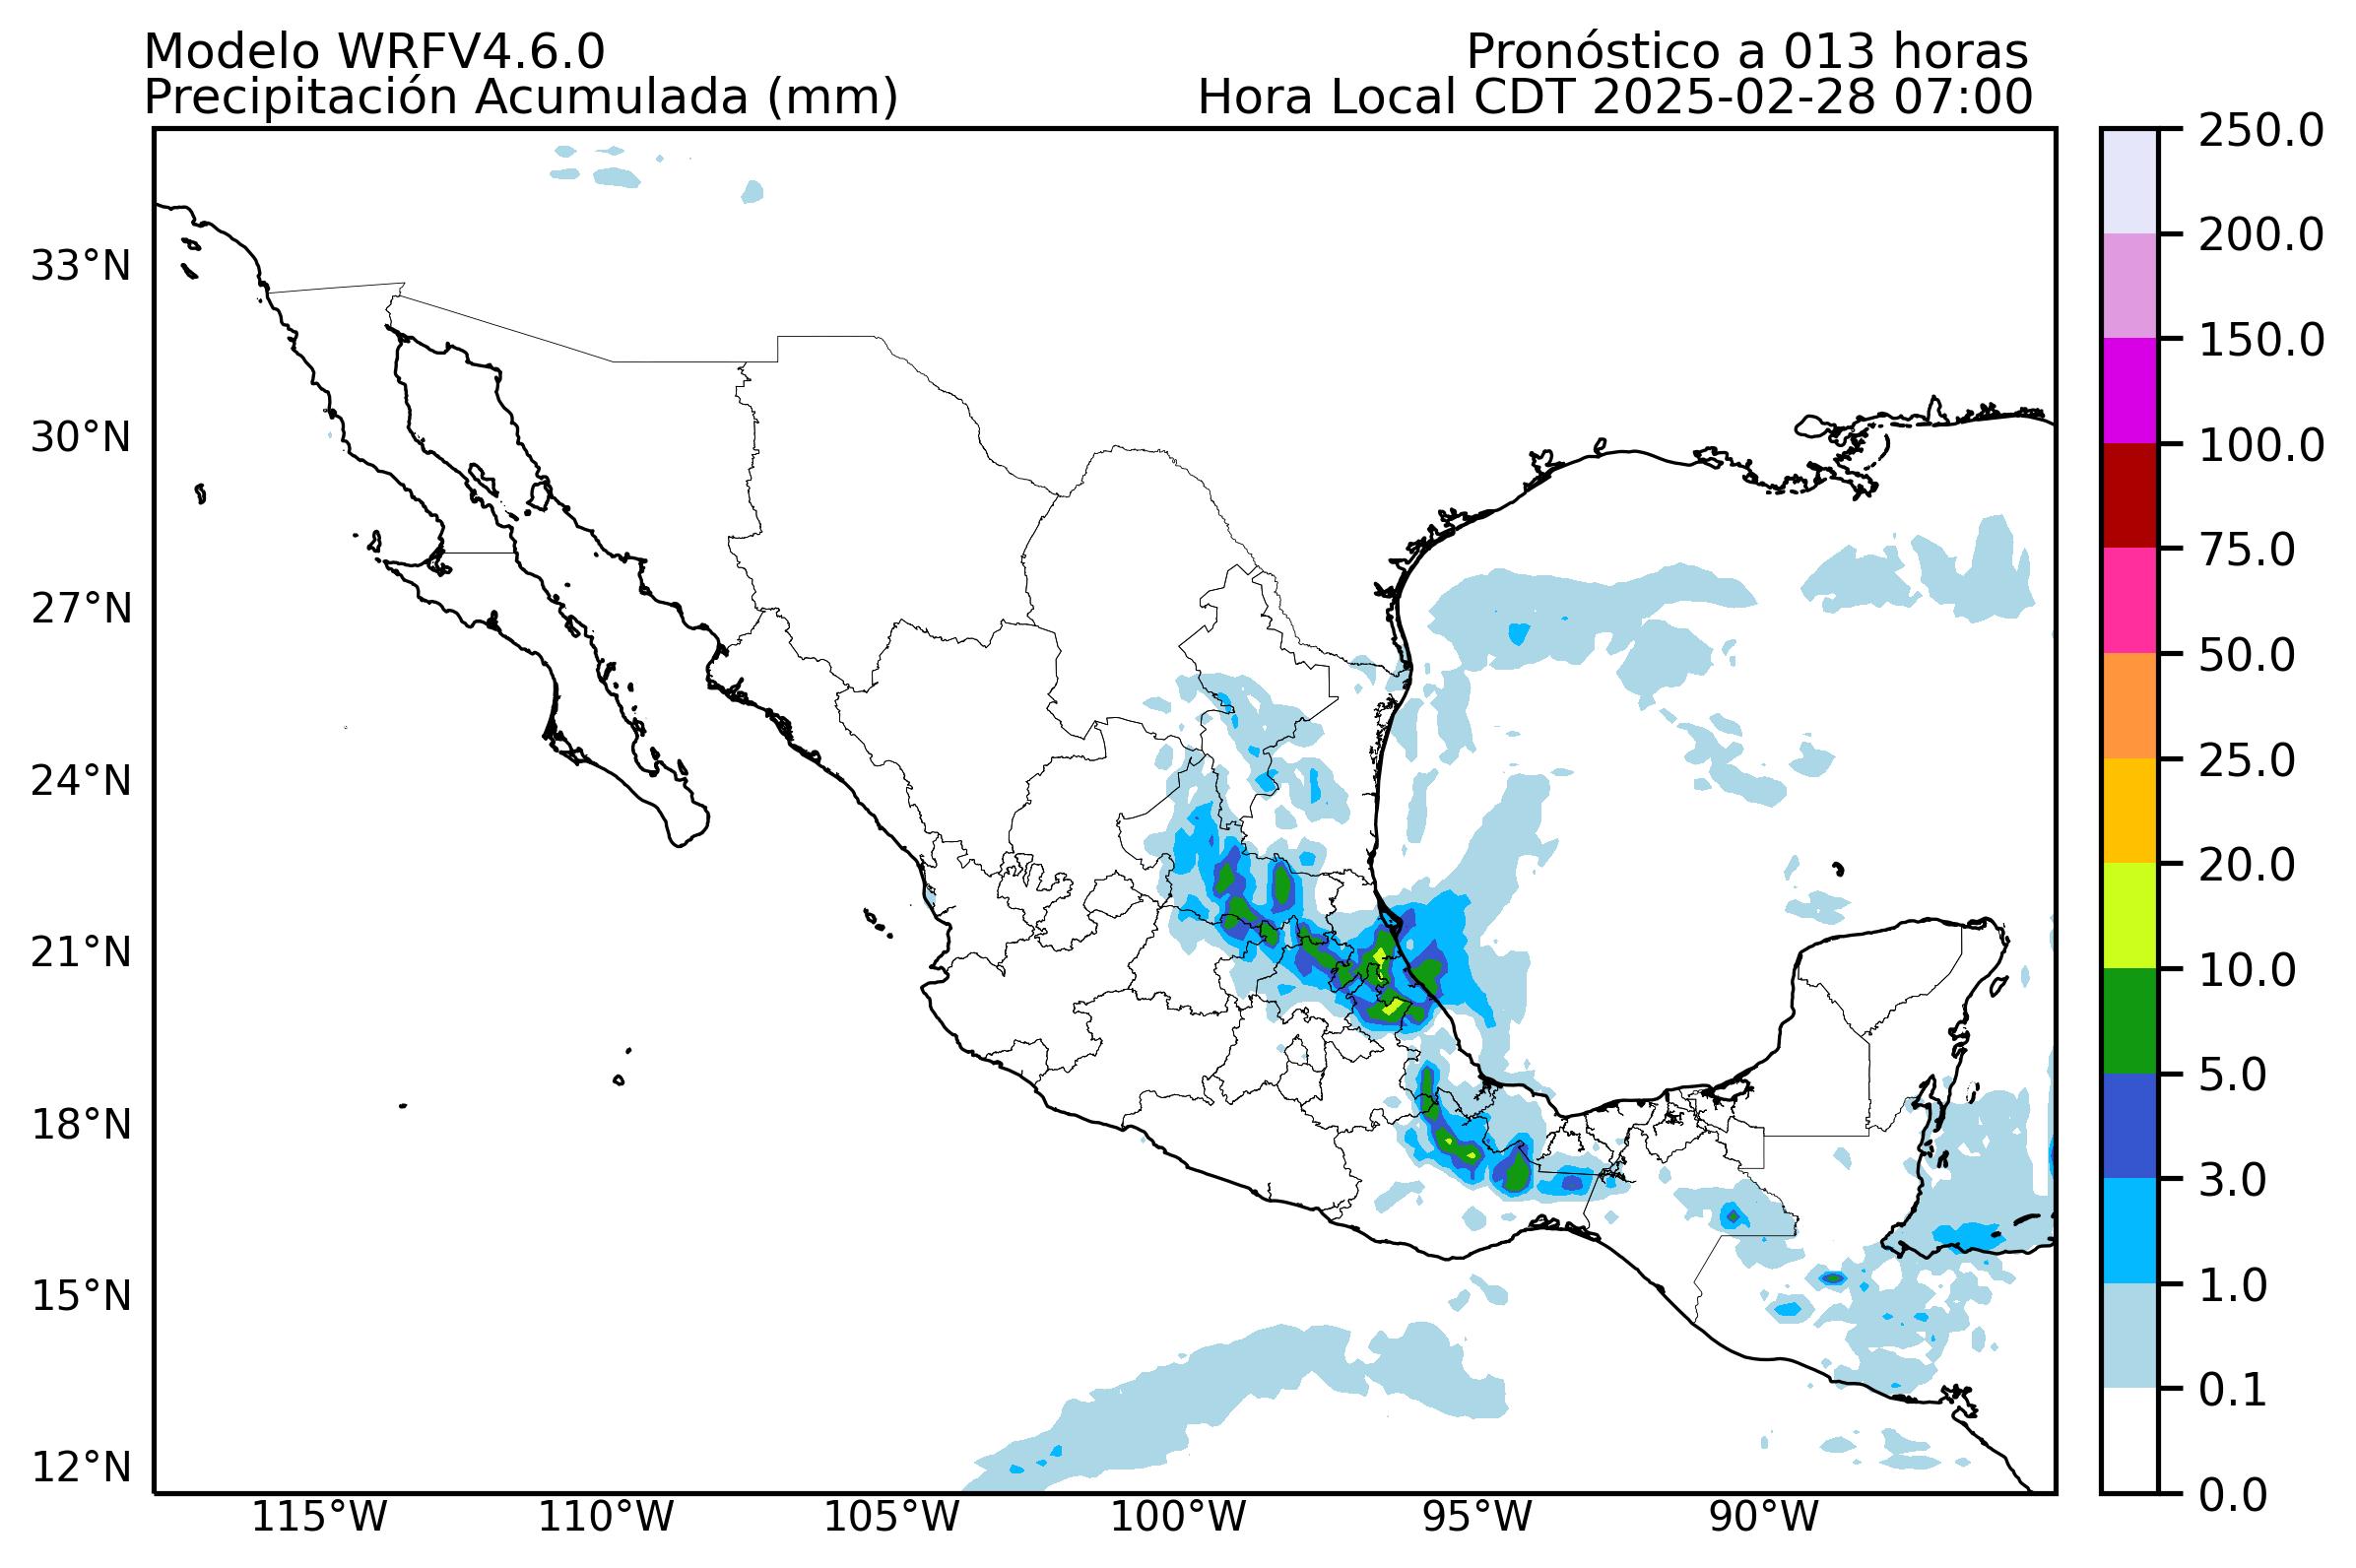 Modelo WRFV4.6.0
Pronóstico a 013 horas
Precipitación Acumulada (mm)
Hora Local CDT 2025-02-28 07:00
33°N
30°N
27°N
24°N
21°N
18°N
15°N
12°N
115°W
110°W
105°W
100°W
95°W
90°W
250.0
200.0
150.0
100.0
75.0
50.0
25.0
20.0
10.0
5.0
3.0
1.0
0.1
0.0